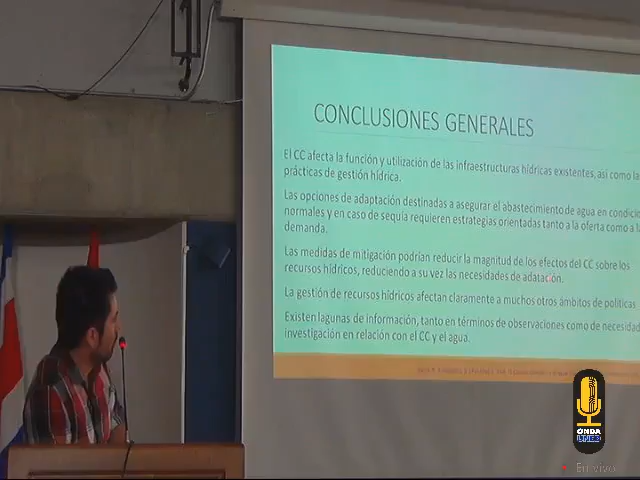 CONCLUSIONES GENERALES
El CC afecta la función y utilización de las infraestructuras hídricas existentes, así como la
prácticas de gestión hídrica.
Las opciones de adaptación destinadas a asegurar el abastecimiento de agua en condicio
normales y en caso de sequía requieren estrategias orientadas tanto a la oferta como a la
demanda.
Las medidas de mitigación podrían reducir la magnitud de los efectos del CC sobre los
recursos hídricos, reduciendo a su vez las necesidades de adatación.
La gestión de recursos hídricos afectan claramente a muchos otros ámbitos de políticas
Existen lagunas de información, tanto en términos de observaciones como de necesidad
investigación en relación con el CC y el agua.
ONDA
UNED
En vivo